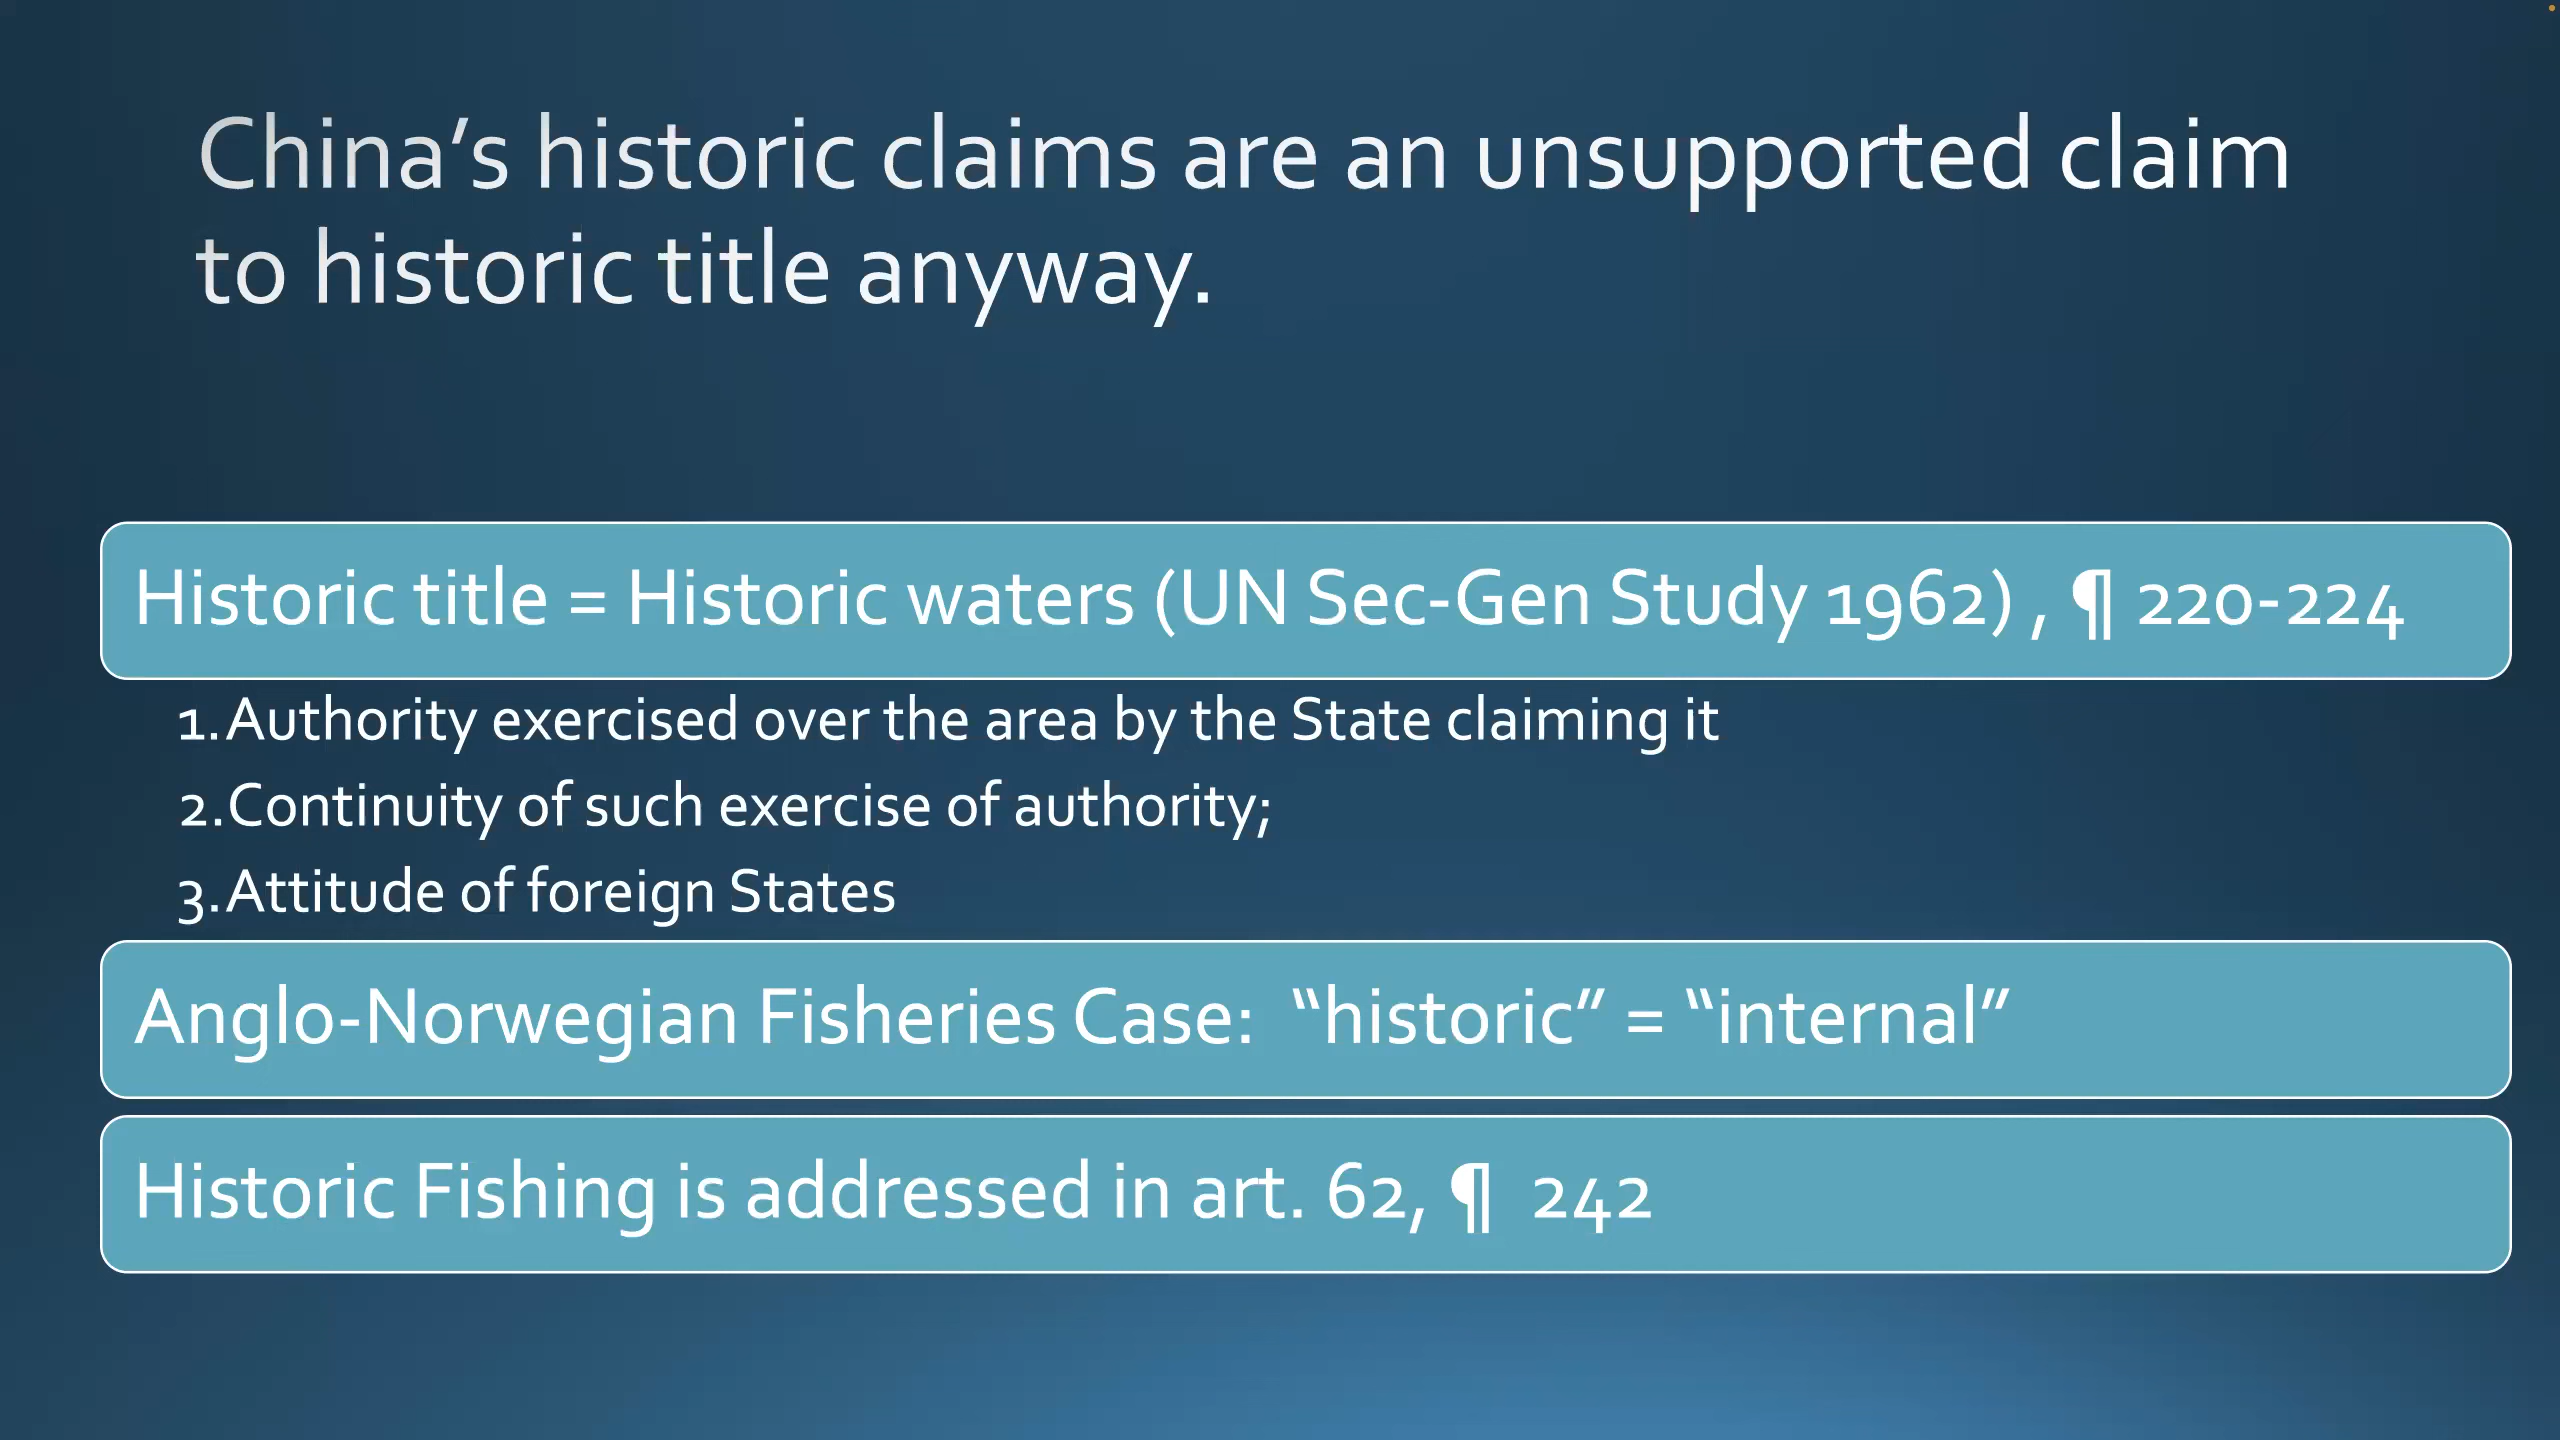 China’s historic claims are an unsupported claim
to historic title anyway.
Historic title = Historic waters (UN Sec-Gen Study 1962) , ¶ 220-224
1.Authority exercised over the area by the State claiming it
2.Continuity of such exercise of authority;
3.Attitude of foreign States
Anglo-Norwegian Fisheries Case:  “historic” = “internal”
Historic Fishing is addressed in art. 62, ¶  242